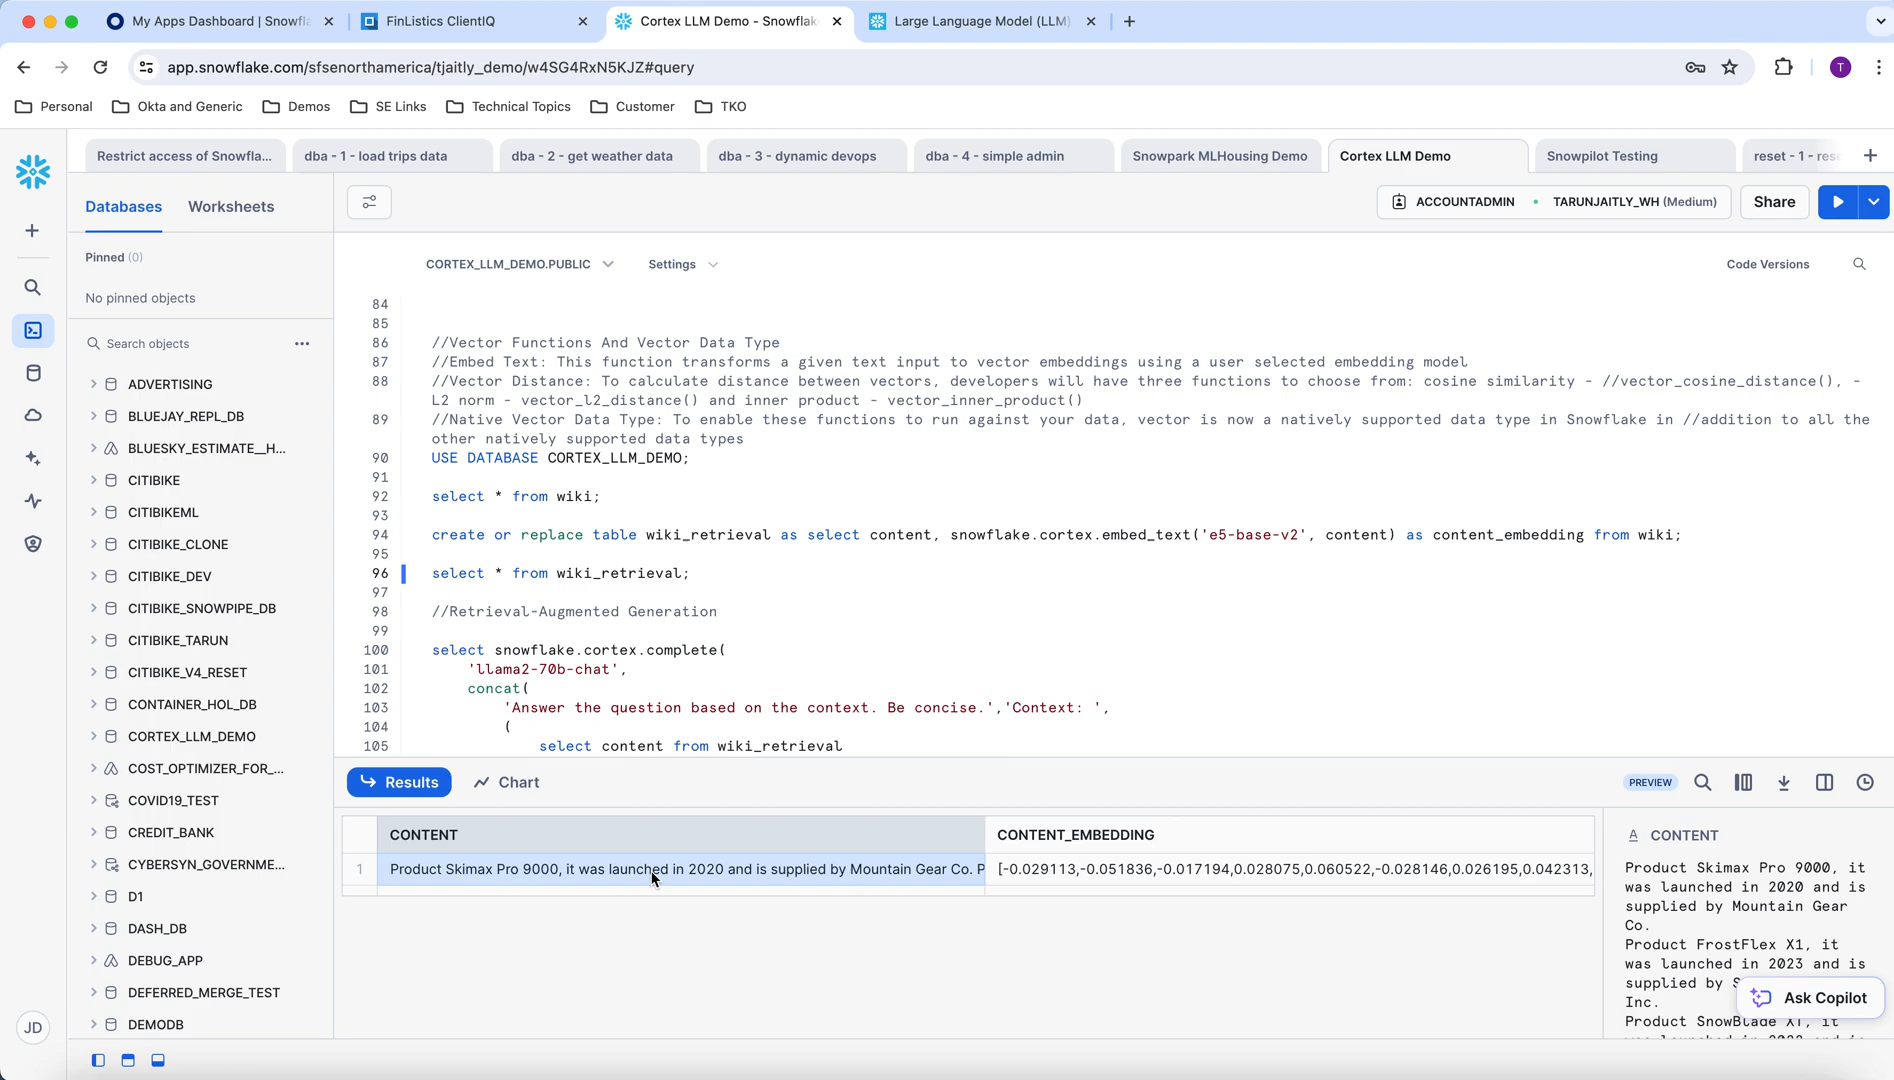 My Apps Dashboard | Snowfl
FinListics ClientIQ
Cortex LLM Demo - Snowflak
Large Language Model (LLM)
app.snowflake.com/sfsenorthamerica/tjaitly_demo/w4SG4RxN5KJZ#query
T
Personal
Okta and Generic
Demos
SE Links
Technical Topics
Customer
TKO
Restrict access of Snowfla...
dba - 1 - load trips data
dba - 2 - get weather data
dba - 3 - dynamic devops
dba - 4 - simple admin
Snowpark MLHousing Demo
Cortex LLM Demo
Snowpilot Testing
reset - 1 - res
Databases
Worksheets
ACCOUNTADMIN
TARUNJAITLY_WH (Medium)
Share
Pinned (0)
No pinned objects
Search objects
ADVERTISING
BLUEJAY_REPL_DB
BLUESKY_ESTIMATE__H...
CITIBIKE
CITIBIKEML
CITIBIKE_CLONE
CITIBIKE_DEV
CITIBIKE_SNOWPIPE_DB
CITIBIKE_TARUN
CITIBIKE_V4_RESET
CONTAINER_HOL_DB
CORTEX_LLM_DEMO
COST_OPTIMIZER_FOR_...
COVID19_TEST
CREDIT_BANK
CYBERSYN_GOVERNME...
D1
DASH_DB
DEBUG_APP
DEFERRED_MERGE_TEST
DEMODB
JD
CORTEX_LLM_DEMO.PUBLIC
Settings
Code Versions
84
85
86 //Vector Functions And Vector Data Type
87 //Embed Text: This function transforms a given text input to vector embeddings using a user selected embedding model
88 //Vector Distance: To calculate distance between vectors, developers will have three functions to choose from: cosine similarity - //vector_cosine_distance(), -
L2 norm - vector_l2_distance() and inner product - vector_inner_product()
89 //Native Vector Data Type: To enable these functions to run against your data, vector is now a natively supported data type in Snowflake in //addition to all the
other natively supported data types
90 USE DATABASE CORTEX_LLM_DEMO;
91
92 select * from wiki;
93
94 create or replace table wiki_retrieval as select content, snowflake.cortex.embed_text('e5-base-v2', content) as content_embedding from wiki;
95
96 select * from wiki_retrieval;
97
98 //Retrieval-Augmented Generation
99
100 select snowflake.cortex.complete(
101 'llama2-70b-chat',
102 concat(
103 'Answer the question based on the context. Be concise.','Context: ',
104 (
105 select content from wiki_retrieval
Results
Chart
PREVIEW
CONTENT
CONTENT_EMBEDDING
1
Product Skimax Pro 9000, it was launched in 2020 and is supplied by Mountain Gear Co. P
[-0.029113,-0.051836,-0.017194,0.028075,0.060522,-0.028146,0.026195,0.042313,
A CONTENT
Product Skimax Pro 9000, it
was launched in 2020 and is
supplied by Mountain Gear
Co.
Product FrostFlex X1, it
was launched in 2023 and is
supplied by
Inc.
Product SnowBlade X1, it
Ask Copilot